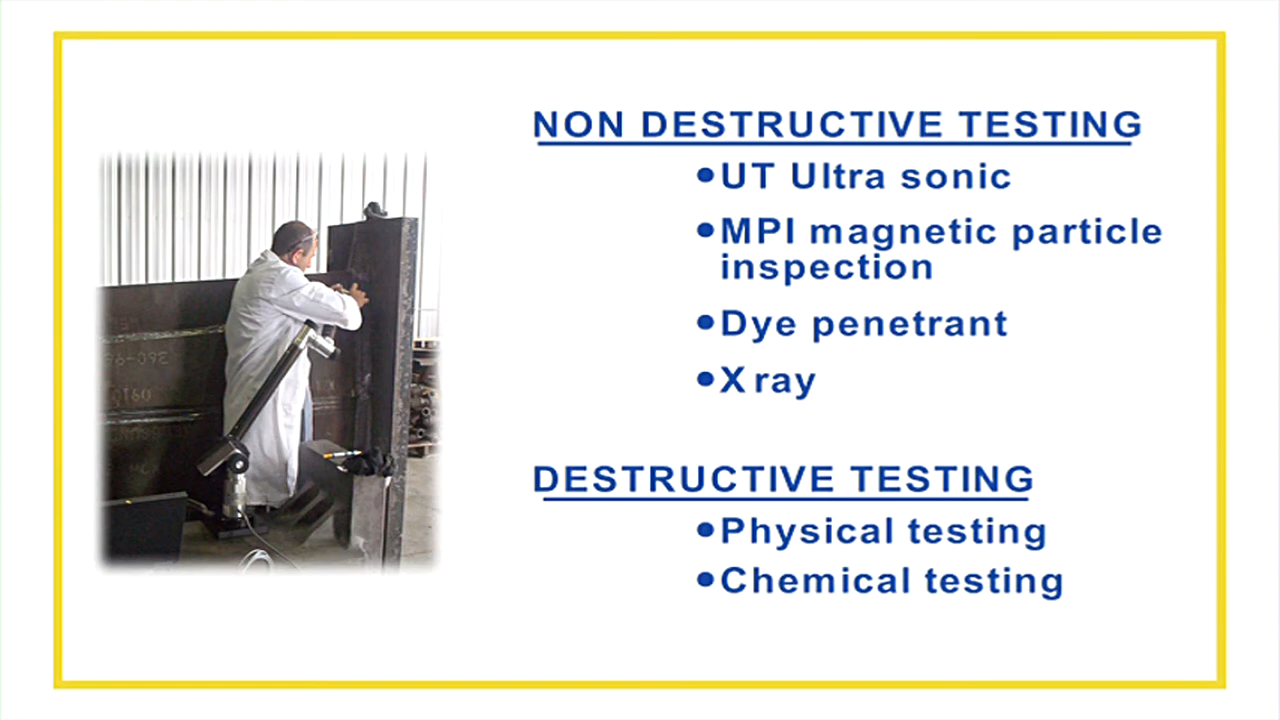 NON DESTRUCTIVE TESTING
•UT Ultra sonic
•MPI magnetic particle
inspection
•Dye penetrant
•X ray
DESTRUCTIVE TESTING
•Physical testing
•Chemical testing